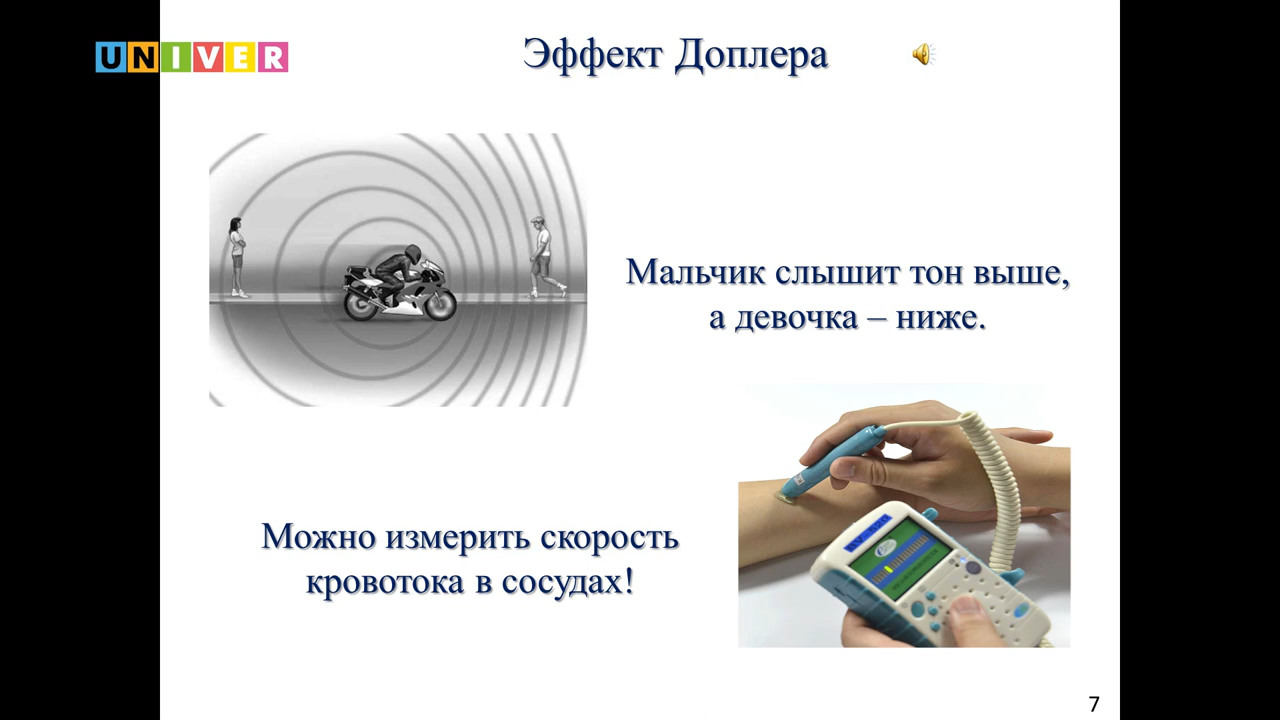 UNIVER
Эффект Доплера
Мальчик слышит тон выше,
а девочка – ниже.
Можно измерить скорость
кровотока в сосудах!
7